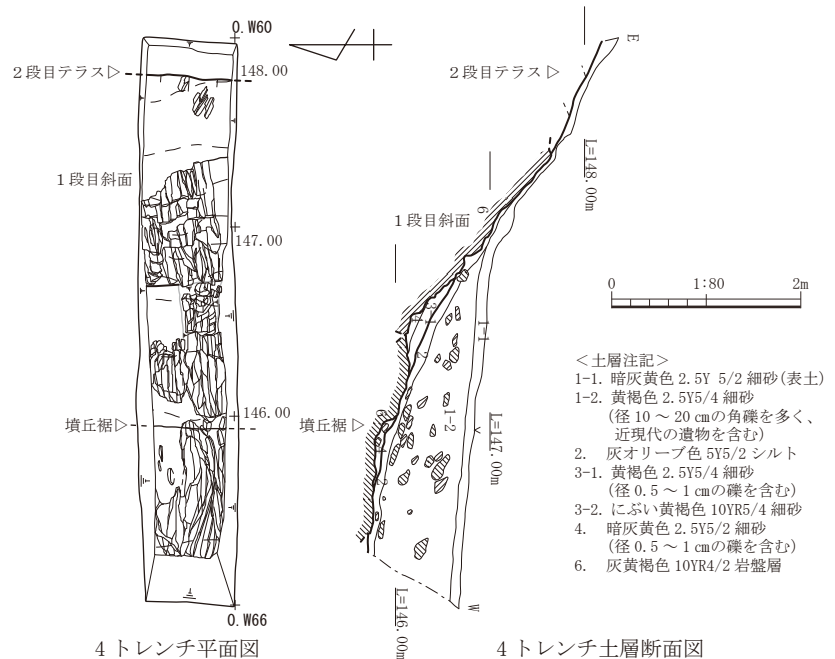 0. W60
2段目テラス▷
148.00
1段目斜面
147.00
146.00
墳丘裾▷
0. W66
4 トレンチ平面図
E
2段目テラス▷
L=148.00m
6
1段目斜面
3-1
4
2
1-1
1-2
L=147.00m
墳丘裾▷
2
W
L=146.00m
4 トレンチ土層断面図
0 1:80 2m
<土層注記>
1-1. 暗灰黄色 2.5Y 5/2 細砂(表土)
1-2. 黄褐色 2.5Y5/4 細砂
(径 10 ~ 20 ㎝の角礫を多く、
近現代の遺物を含む)
2. 灰オリーブ色 5Y5/2 シルト
3-1. 黄褐色 2.5Y5/4 細砂
(径 0.5 ~ 1 ㎝の礫を含む)
3-2. にぶい黄褐色 10YR5/4 細砂
4. 暗灰黄色 2.5Y5/2 細砂
(径 0.5 ~ 1 ㎝の礫を含む)
6. 灰黄褐色 10YR4/2 岩盤層